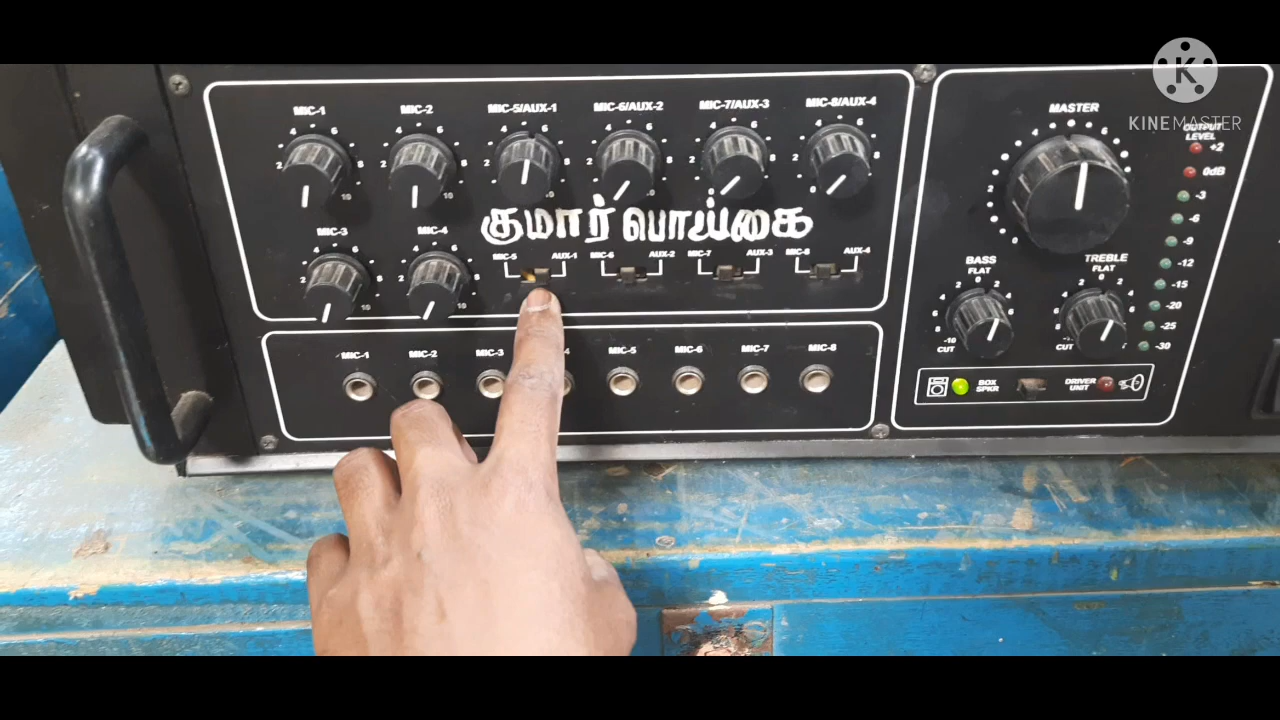 MIC-1 MIC-2 MIC-5/AUX-1 MIC-6/AUX-2 MIC-7/AUX-3 MIC-8/AUX-4
MASTER
KINEMASTER
OUTPUT
LEVEL
+2
0dB
-3
-6
-9
-12
-15
-20
-25
-30
குமார் பொய்கை
MIC-3 MIC-4
MIC-5 AUX-1 MIC-6 AUX-2 MIC-7 AUX-3 MIC-8 AUX-4
BASS
FLAT
TREBLE
FLAT
CUT
CUT
MIC-1 MIC-2 MIC-3 4 MIC-5 MIC-6 MIC-7 MIC-8
BOX
SPKR
DRIVER
UNIT